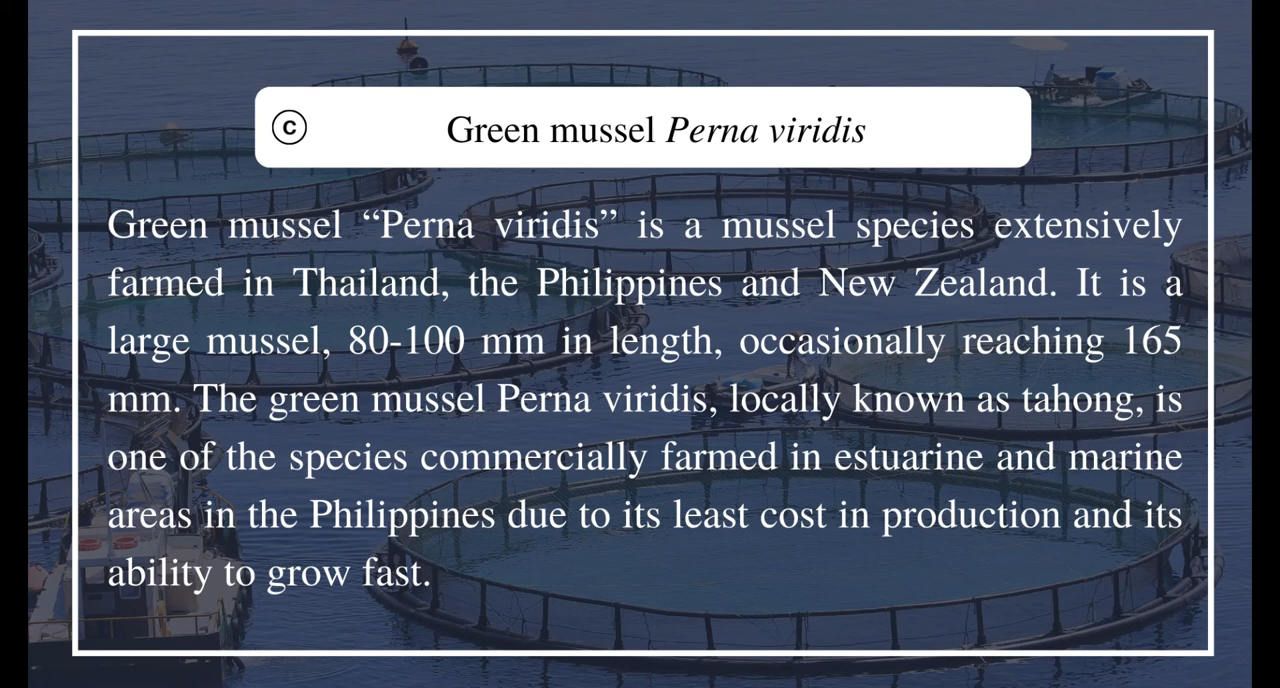 © Green mussel Perna viridis
Green mussel “Perna viridis” is a mussel species extensively
farmed in Thailand, the Philippines and New Zealand. It is a
large mussel, 80-100 mm in length, occasionally reaching 165
mm. The green mussel Perna viridis, locally known as tahong, is
one of the species commercially farmed in estuarine and marine
areas in the Philippines due to its least cost in production and its
ability to grow fast.